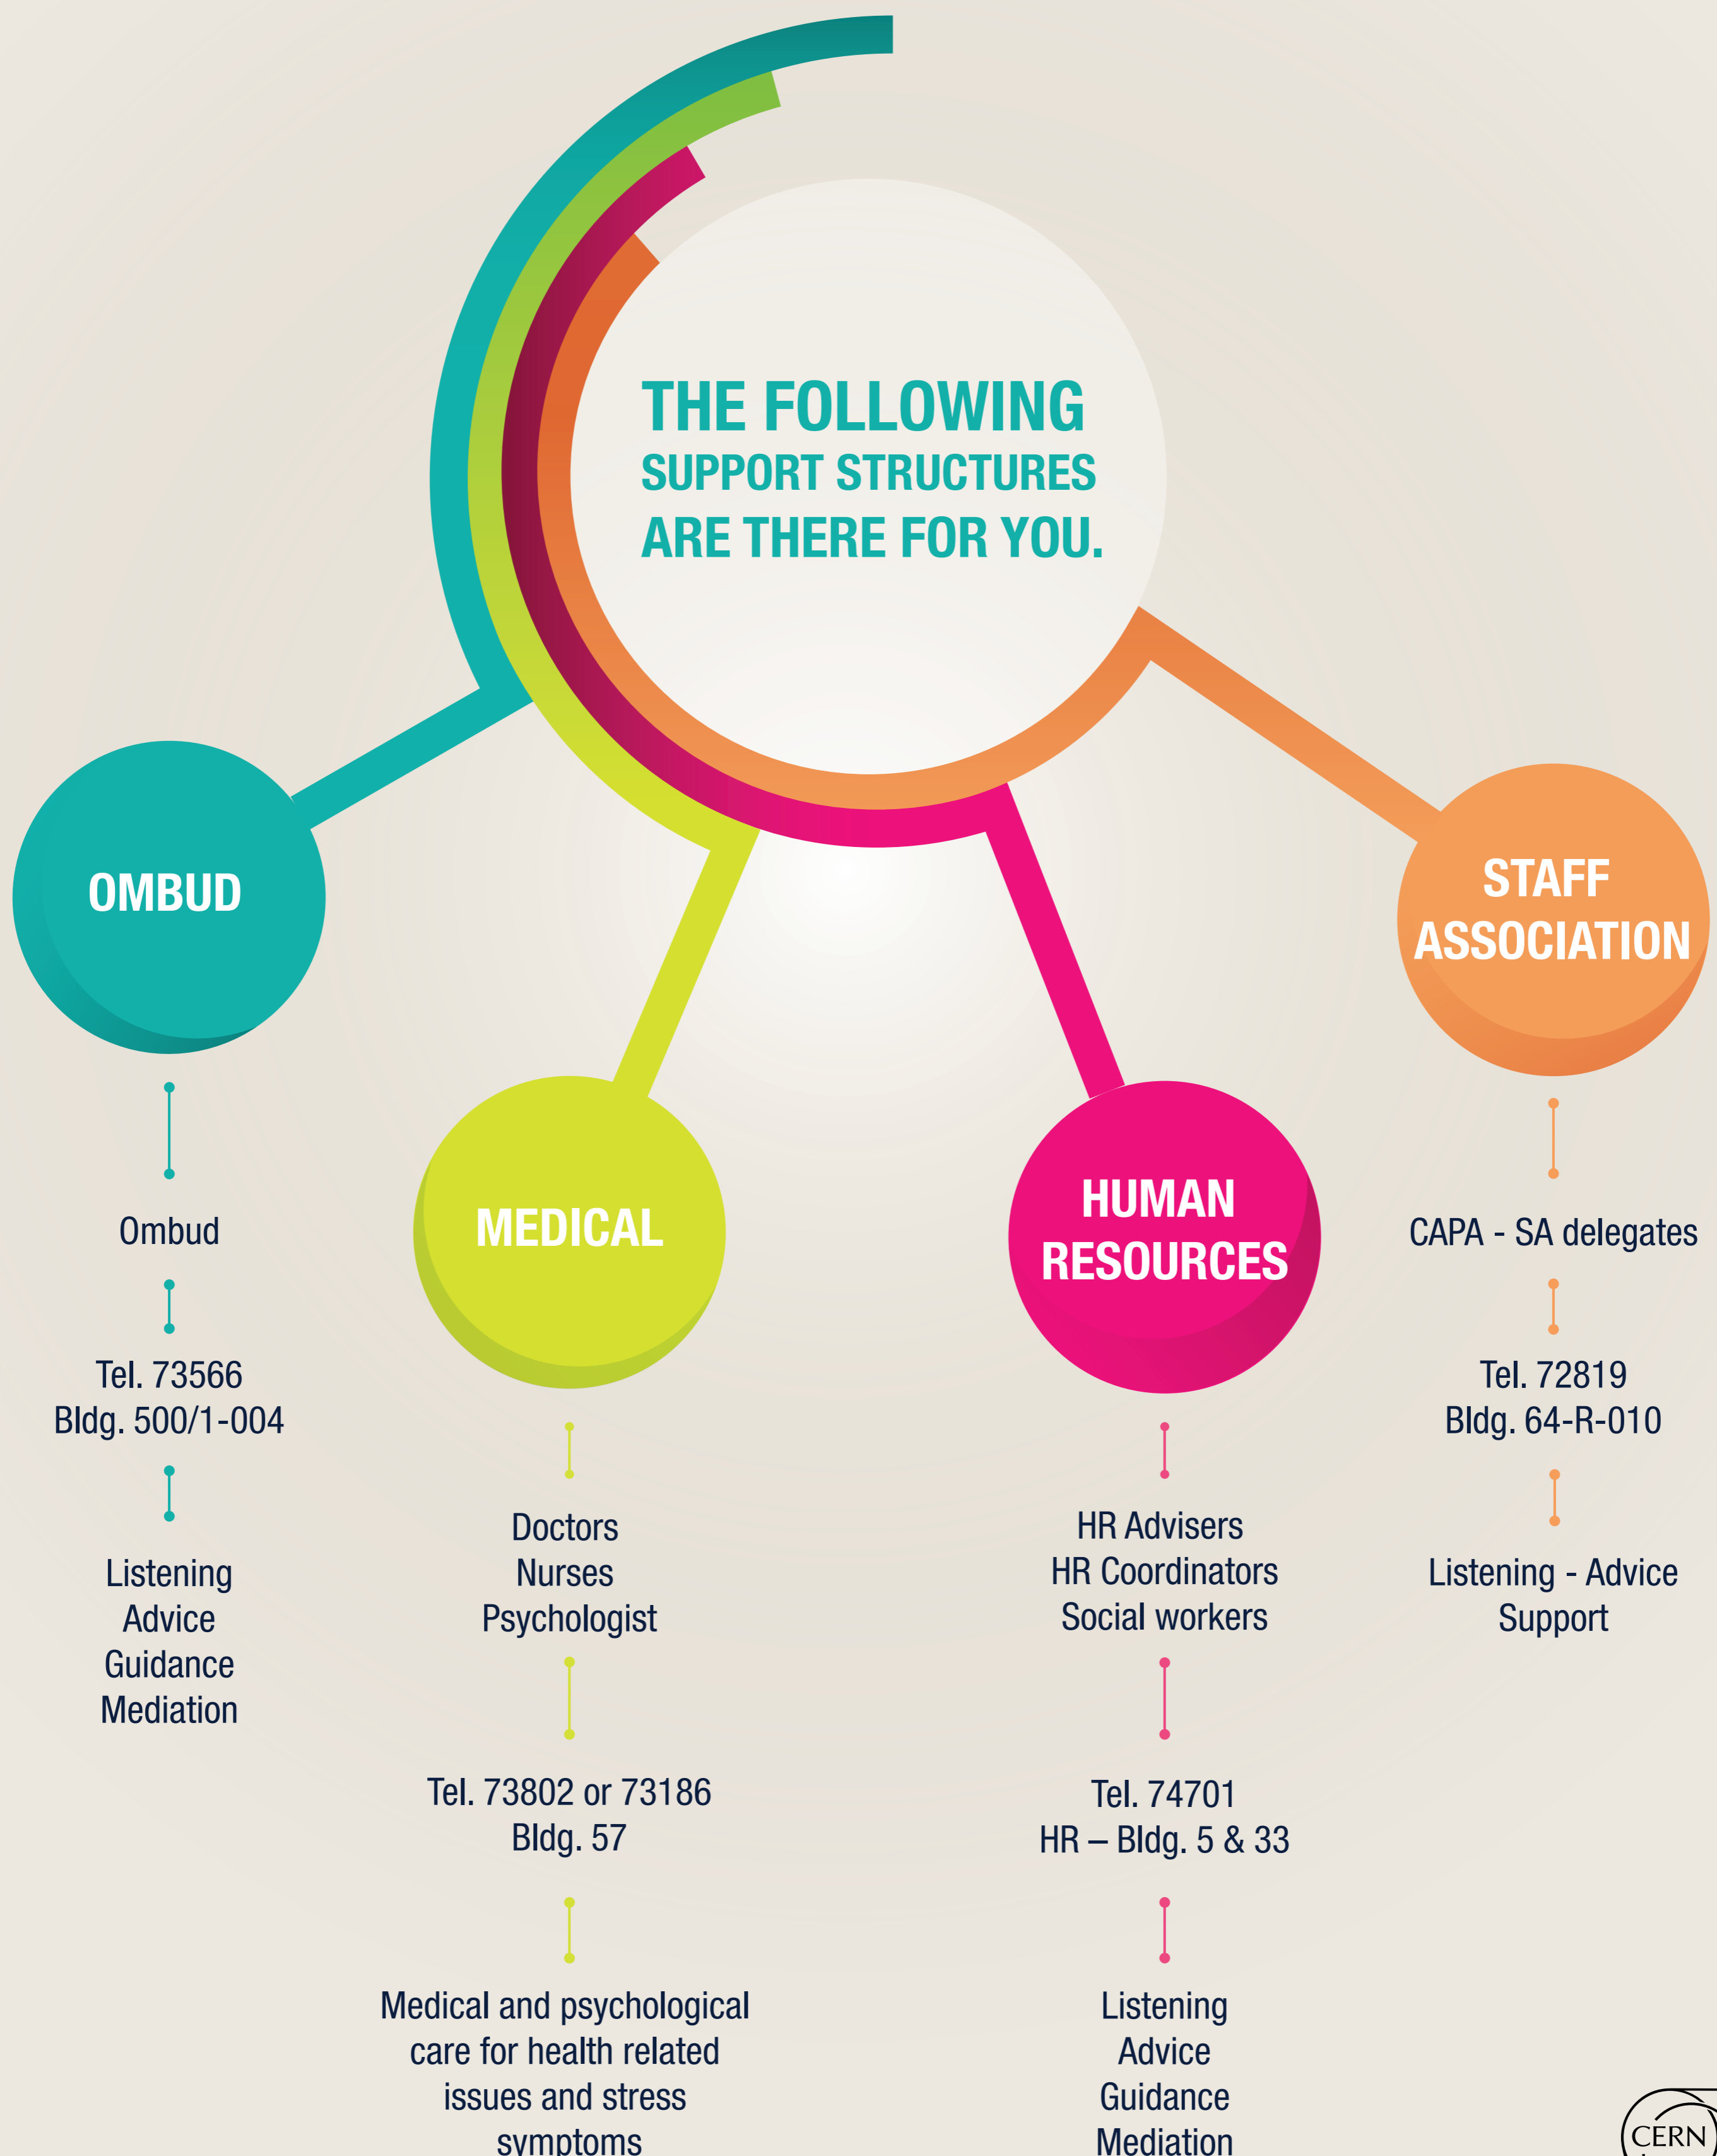 THE FOLLOWING
SUPPORT STRUCTURES
ARE THERE FOR YOU.
OMBUD
Ombud
Tel. 73566
Bldg. 500/1-004
Listening
Advice
Guidance
Mediation
MEDICAL
Doctors
Nurses
Psychologist
Tel. 73802 or 73186
Bldg. 57
Medical and psychological
care for health related
issues and stress
symptoms
HUMAN
RESOURCES
HR Advisers
HR Coordinators
Social workers
Tel. 74701
HR – Bldg. 5 & 33
Listening
Advice
Guidance
Mediation
STAFF
ASSOCIATION
CAPA - SA delegates
Tel. 72819
Bldg. 64-R-010
Listening - Advice
Support
CERN